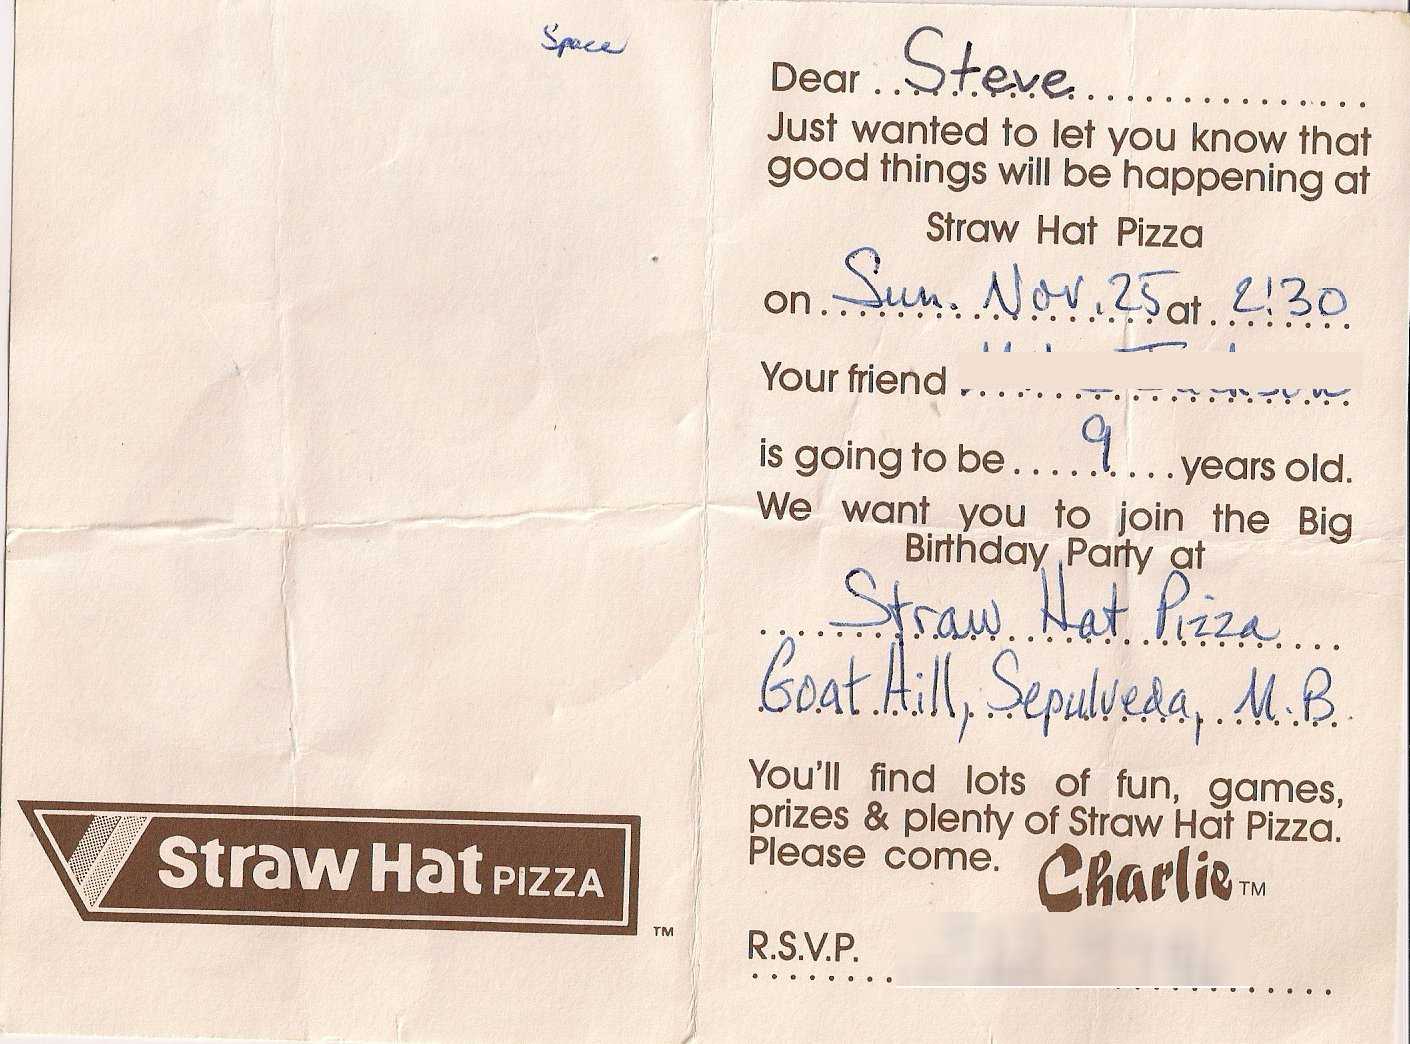 Space
Straw Hat PIZZA
TM
Dear Steve
Just wanted to let you know that
good things will be happening at
Straw Hat Pizza
on Sun. Nov. 25 at 2:30
Your friend
is going to be 9 years old.
We want you to join the Big
Birthday Party at
Straw Hat Pizza
Goat Hill, Sepulveda, M.B.
You'll find lots of fun, games,
prizes & plenty of Straw Hat Pizza.
Please come. Charlie TM
R.S.V.P.